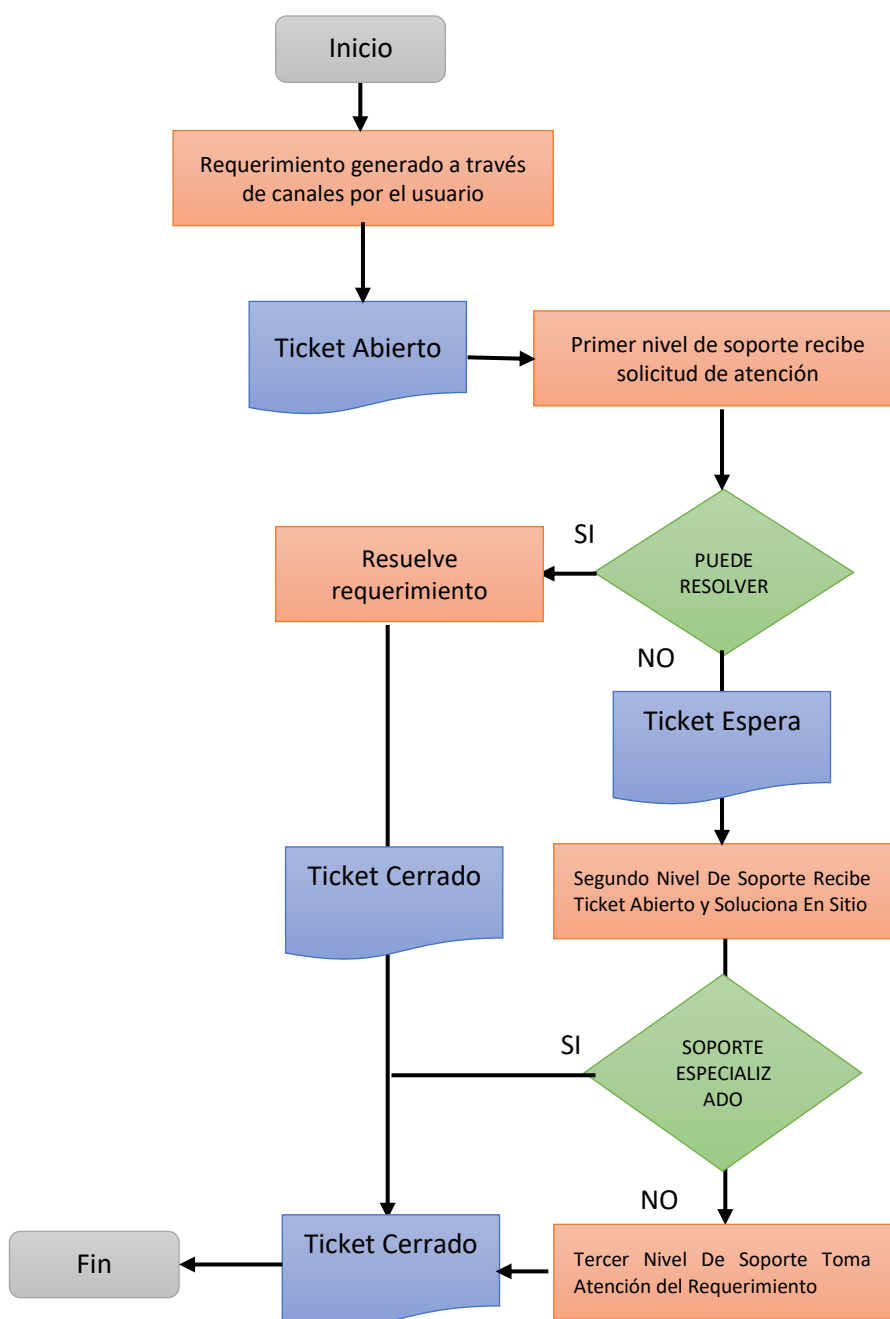 Inicio
Requerimiento generado a través
de canales por el usuario
Ticket Abierto
Primer nivel de soporte recibe
solicitud de atención
SI
PUEDE
RESOLVER
Resuelve
requerimiento
NO
Ticket Espera
Ticket Cerrado
Segundo Nivel De Soporte Recibe
Ticket Abierto y Soluciona En Sitio
SI
SOPORTE
ESPECIALIZ
ADO
NO
Ticket Cerrado
Fin
Tercer Nivel De Soporte Toma
Atención del Requerimiento